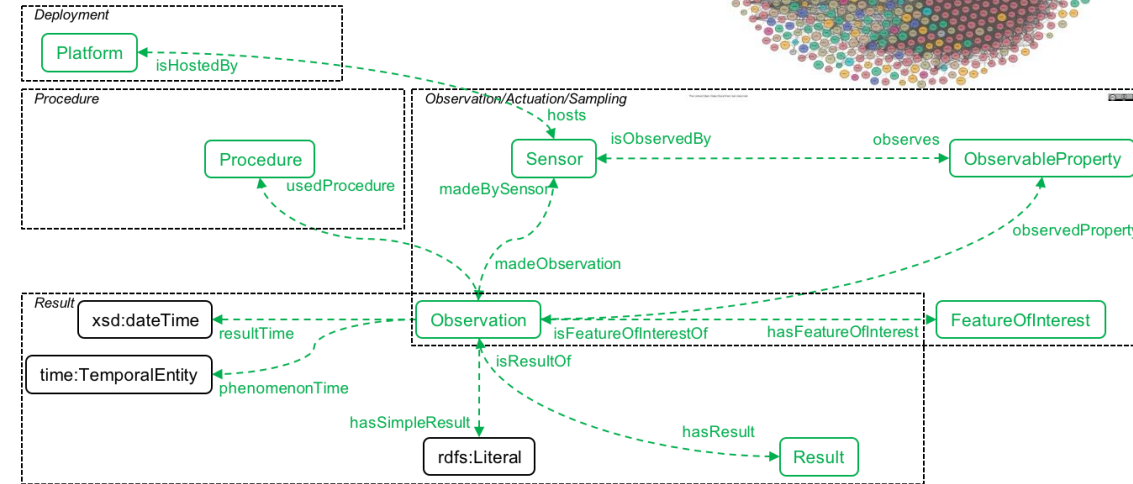 Deployment
Platform
isHostedBy
Procedure
Observation/Actuation/Sampling
hosts
Procedure
usedProcedure
Sensor
isObservedBy
observes
ObservableProperty
madeBySensor
observedProperty
madeObservation
Result
xsd:dateTime
resultTime
Observation
isFeatureOfInterestOf
hasFeatureOfInterest
FeatureOfInterest
isResultOf
time:TemporalEntity
phenomenonTime
hasSimpleResult
hasResult
rdfs:Literal
Result